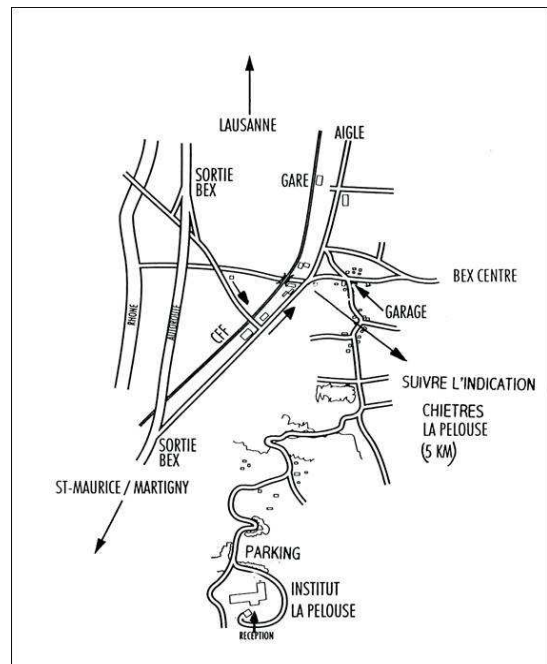 LAUSANNE
AIGLE
SORTIE
BEX
GARE
BEX CENTRE
GARAGE
RHONE
AUTOROUTE
CFF
SUIVRE L'INDICATION
CHIETRES
LA PELOUSE
(5 KM)
SORTIE
BEX
ST-MAURICE / MARTIGNY
PARKING
INSTITUT
LA PELOUSE
RECEPTION